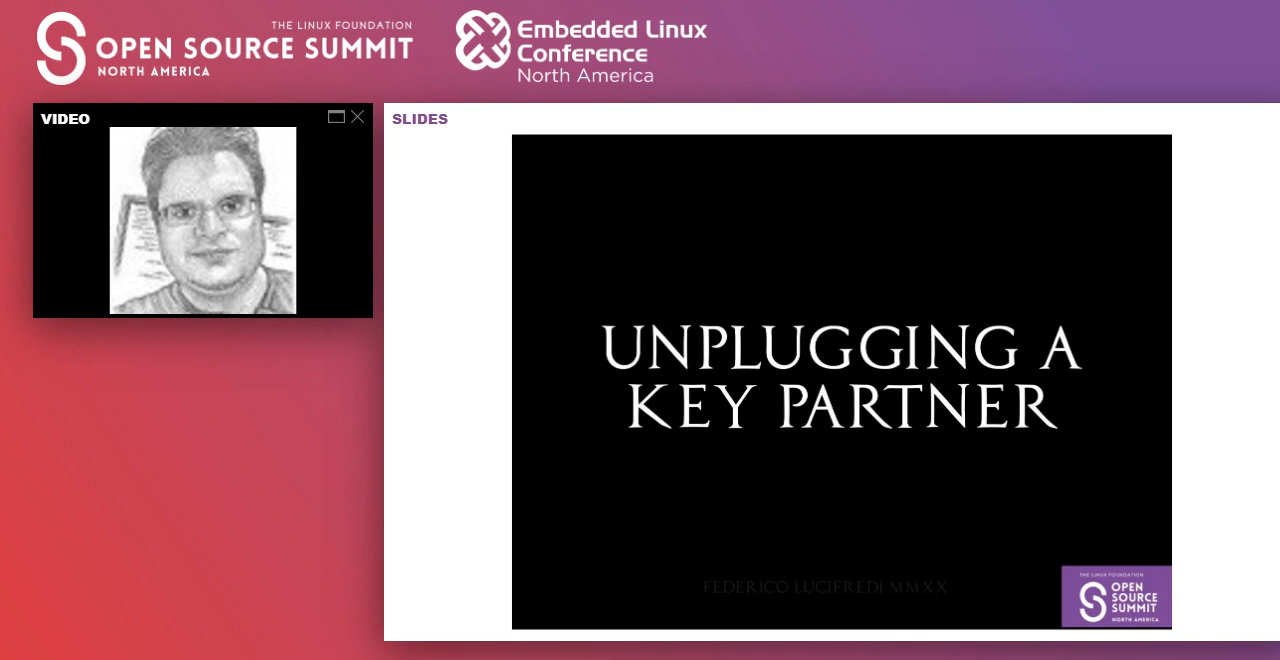 THE LINUX FOUNDATION
OPEN SOURCE SUMMIT
NORTH AMERICA
Embedded Linux
Conference
North America
VIDEO
SLIDES
UNPLUGGING A
KEY PARTNER
FEDERICO LUCIFREDI MMXX
THE LINUX FOUNDATION
OPEN
SOURCE
SUMMIT
NORTH AMERICA